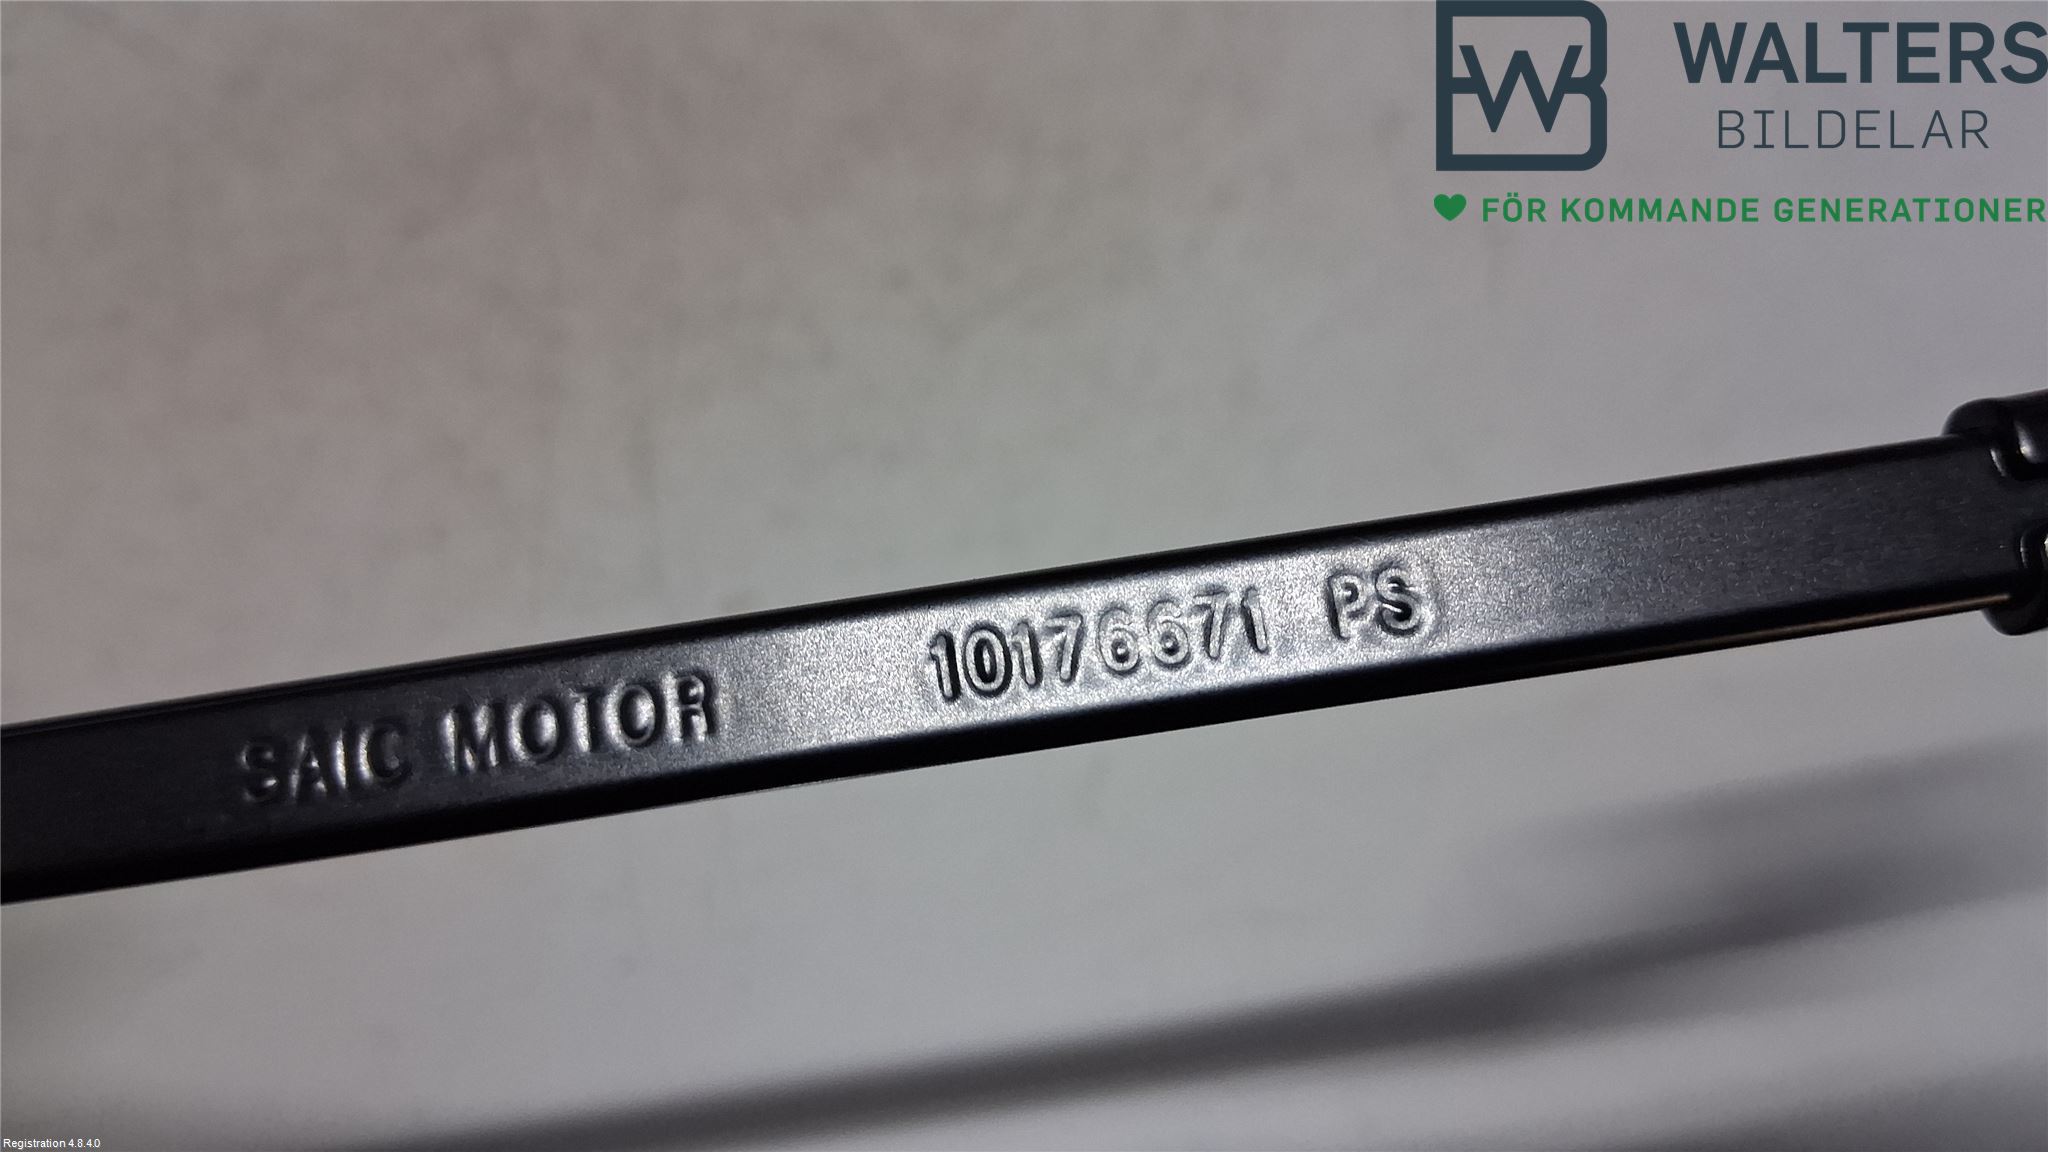 WALTERS
BILDELAR
FÖR KOMMANDE GENERATIONER
SAIC MOTOR 10176671 PS
Registration 4.8.4.0